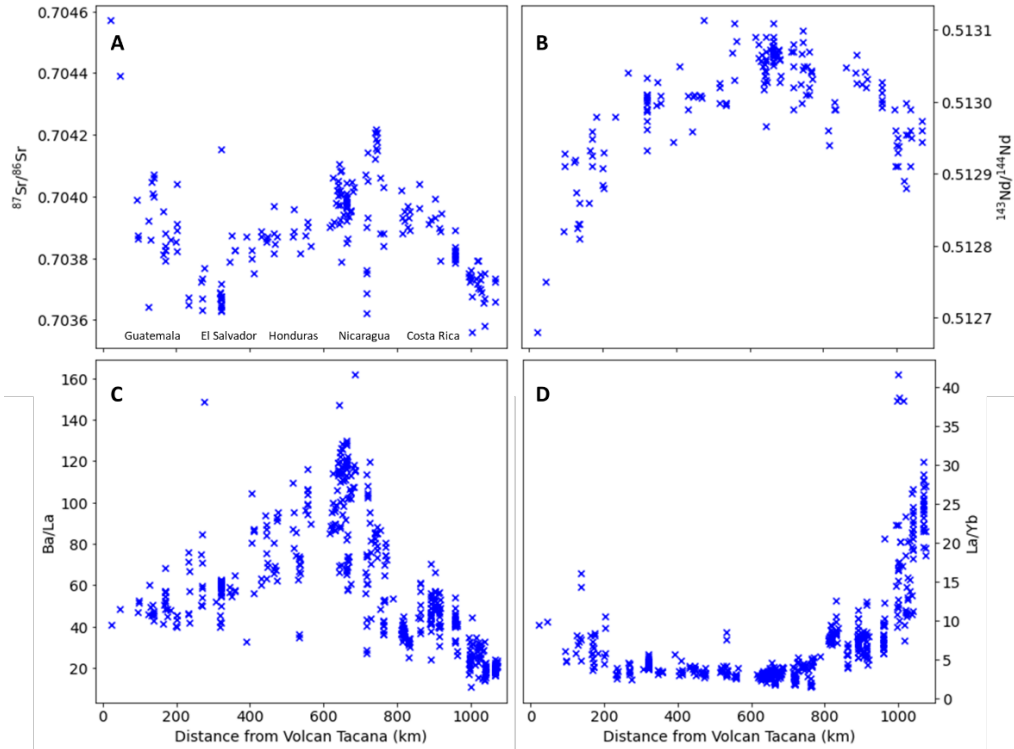 A
0.7046
0.7044
0.7042
0.7040
0.7038
0.7036
87Sr/86Sr
Guatemala El Salvador Honduras Nicaragua Costa Rica
B
0.5131
0.5130
0.5129
0.5128
0.5127
143Nd/144Nd
C
160
140
120
100
80
60
40
20
Ba/La
0 200 400 600 800 1000
Distance from Volcan Tacana (km)
D
40
35
30
25
20
15
10
5
0
La/Yb
0 200 400 600 800 1000
Distance from Volcan Tacana (km)